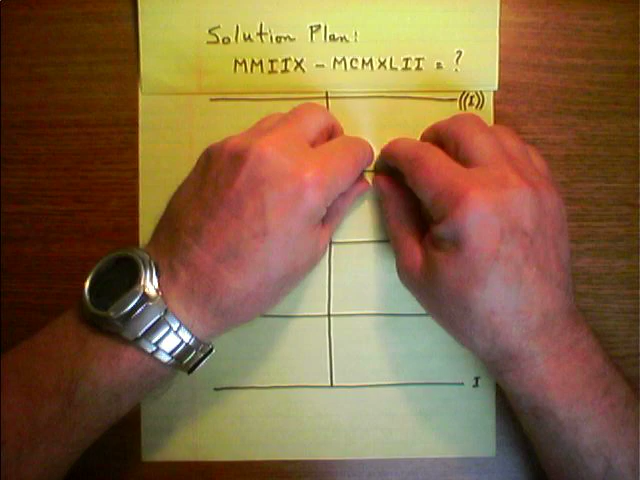 Solution Plan:
MMIIX - MCMXLII = ?
((I))
I